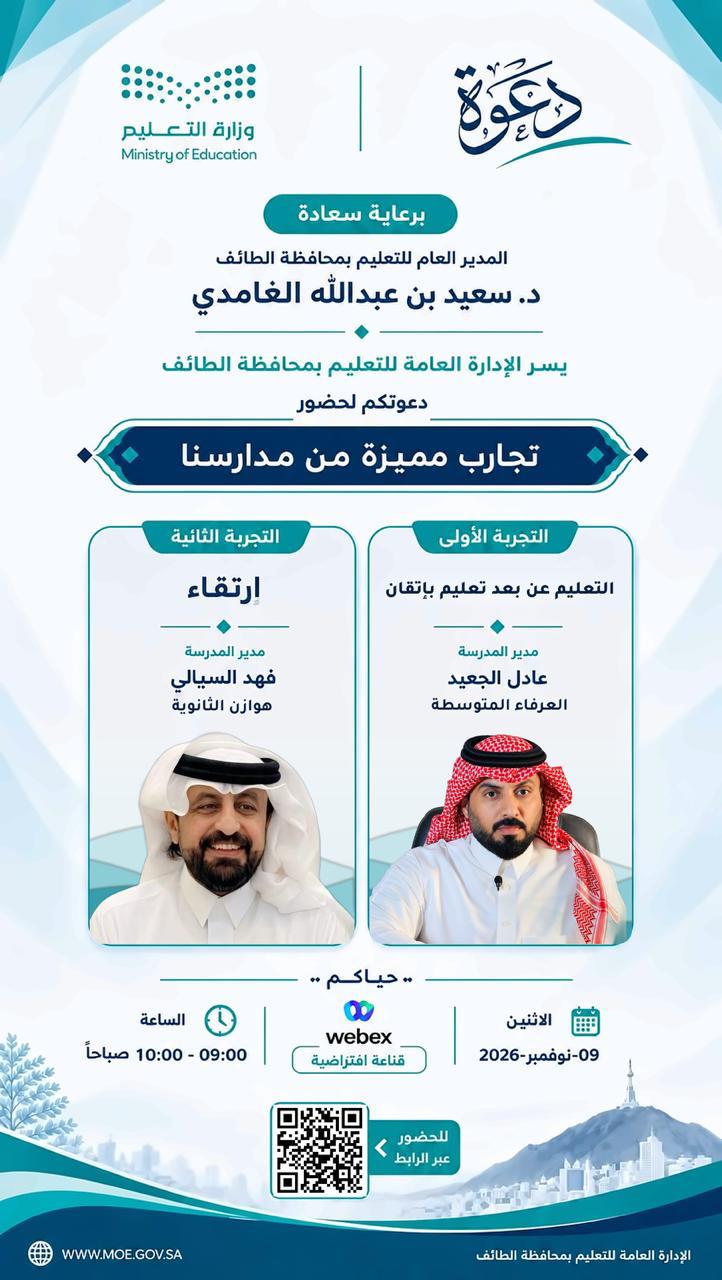 دعوة
وزارة التعليم
Ministry of Education
برعاية سعادة
المدير العام للتعليم بمحافظة الطائف
د. سعيد بن عبدالله الغامدي
يسر الإدارة العامة للتعليم بمحافظة الطائف
دعوتكم لحضور
تجارب مميزة من مدارسنا
التجربة الأولى
التعليم عن بعد تعليم بإتقان
مدير المدرسة
عادل الجعيد
العرفاء المتوسطة
التجربة الثانية
إرتقاء
مدير المدرسة
فهد السيالي
هوازن الثانوية
.. حياكم ..
الاثنين
09-نوفمبر-2026
webex
قناعة افتراضية
الساعة
09:00 - 10:00 صباحاً
للحضور
عبر الرابط
الإدارة العامة للتعليم بمحافظة الطائف
WWW.MOE.GOV.SA